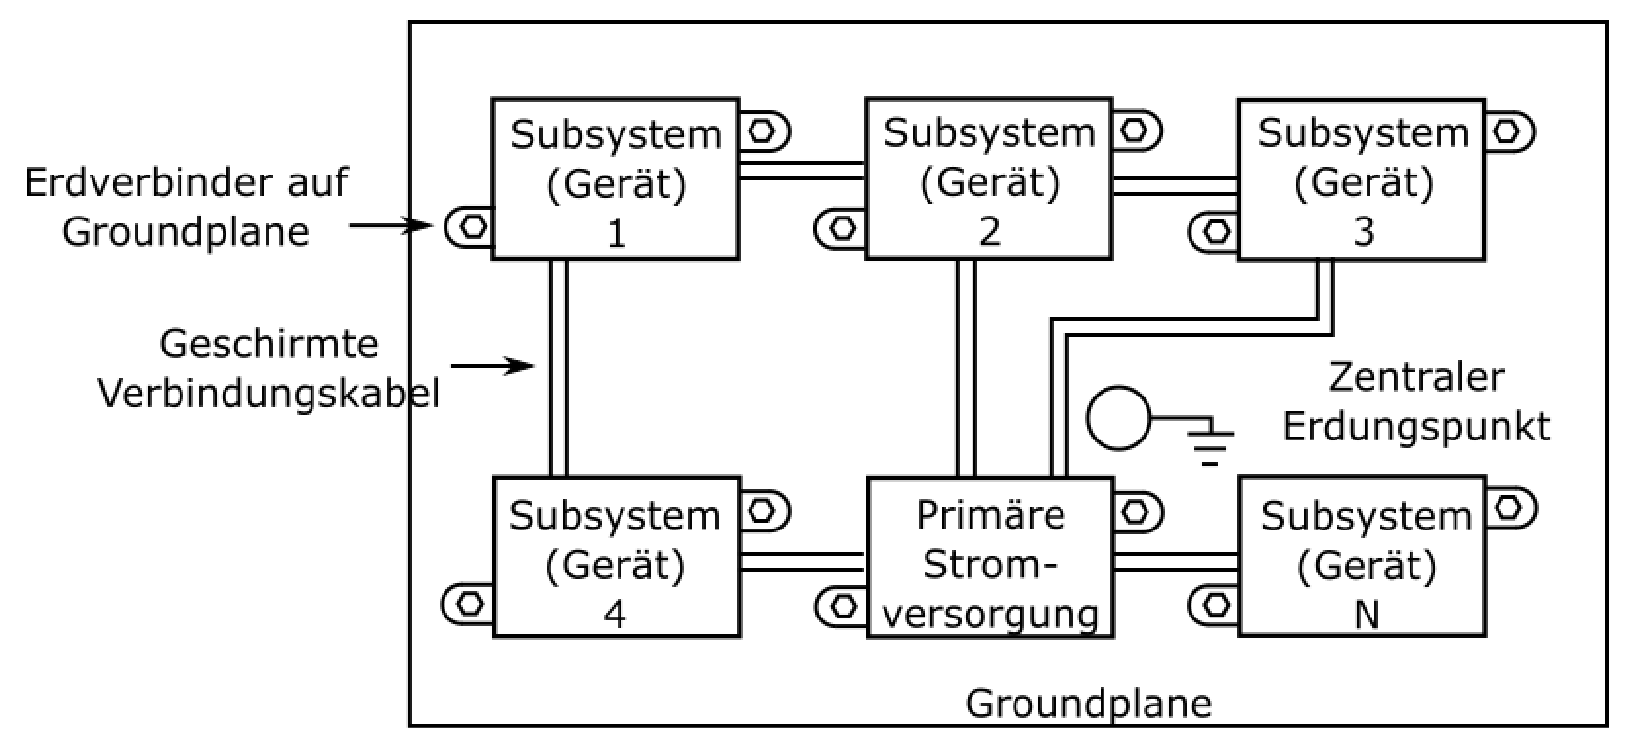 Subsystem
(Gerät)
1
Subsystem
(Gerät)
2
Subsystem
(Gerät)
3
Erdverbinder auf
Groundplane
Geschirmte
Verbindungskabel
Zentraler
Erdungspunkt
Subsystem
(Gerät)
4
Primäre
Strom-
versorgung
Subsystem
(Gerät)
N
Groundplane